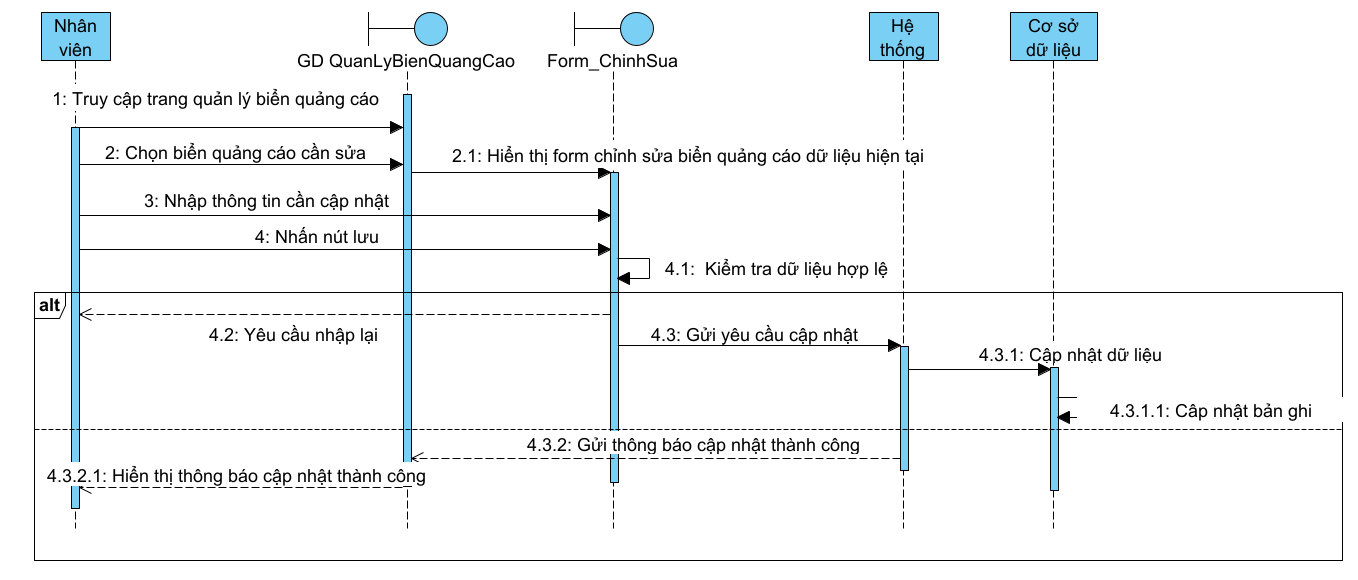 Nhân
viên
GD QuanLyBienQuangCao
Form_ChinhSua
Hệ
thống
Cơ sở
dữ liệu
1: Truy cập trang quản lý biển quảng cáo
2: Chọn biển quảng cáo cần sửa
2.1: Hiển thị form chỉnh sửa biển quảng cáo dữ liệu hiện tại
3: Nhập thông tin cần cập nhật
4: Nhấn nút lưu
4.1: Kiểm tra dữ liệu hợp lệ
alt
4.2: Yêu cầu nhập lại
4.3: Gửi yêu cầu cập nhật
4.3.1: Cập nhật dữ liệu
4.3.1.1: Câp nhật bản ghi
4.3.2: Gửi thông báo cập nhật thành công
4.3.2.1: Hiển thị thông báo cập nhật thành công